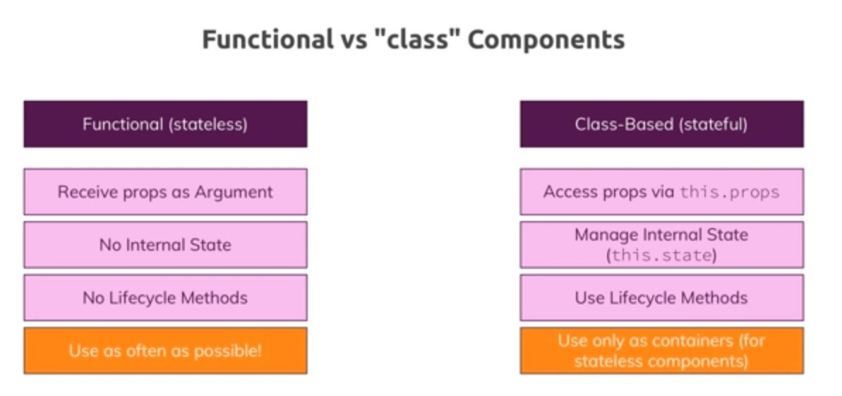 Functional vs "class" Components
Functional (stateless)
Class-Based (stateful)
Receive props as Argument
Access props via this.props
No Internal State
Manage Internal State
(this.state)
No Lifecycle Methods
Use Lifecycle Methods
Use as often as possible!
Use only as containers (for
stateless components)